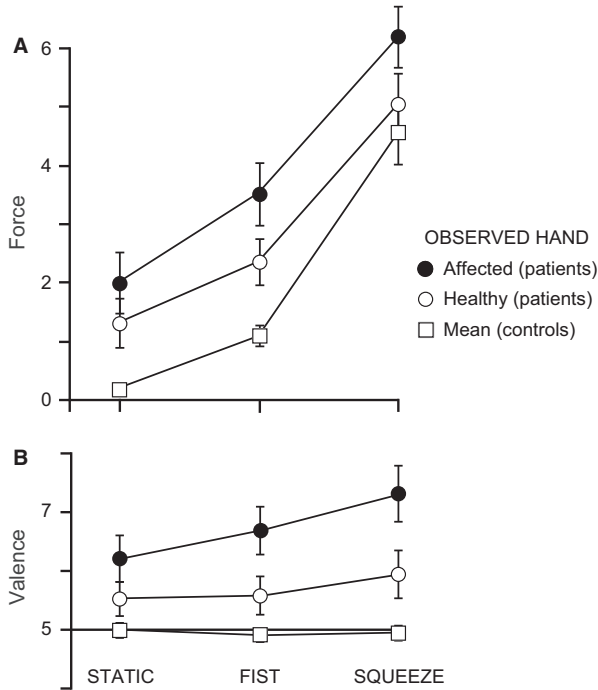 A
6
4
2
0
Force
OBSERVED HAND
Affected (patients)
Healthy (patients)
Mean (controls)
B
7
5
Valence
STATIC FIST SQUEEZE